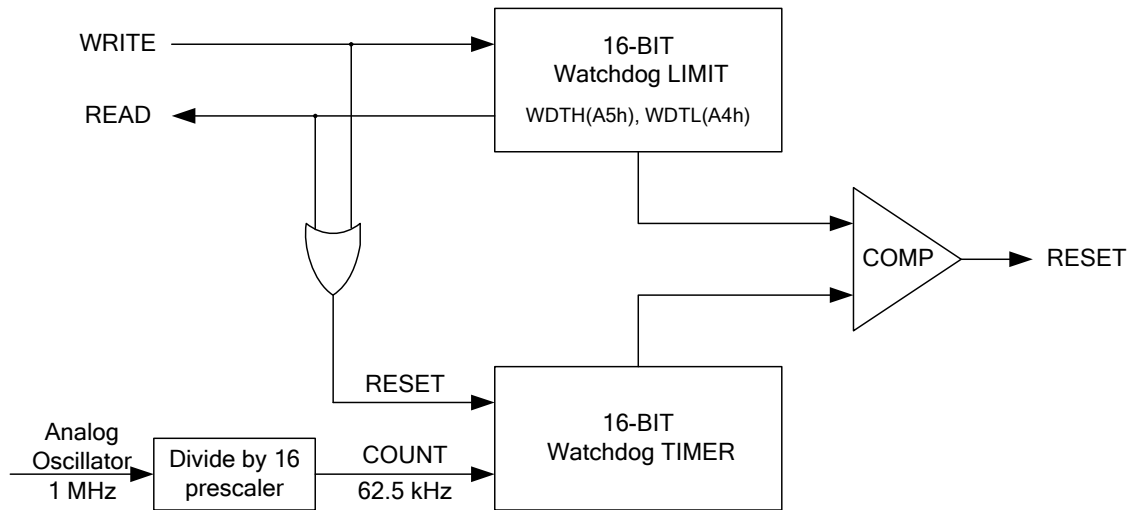 WRITE
16-BIT
Watchdog LIMIT
READ
WDTH(A5h), WDTL(A4h)
COMP
RESET
RESET
16-BIT
Watchdog TIMER
Analog
Oscillator
1 MHz
Divide by 16
prescaler
COUNT
62.5 kHz